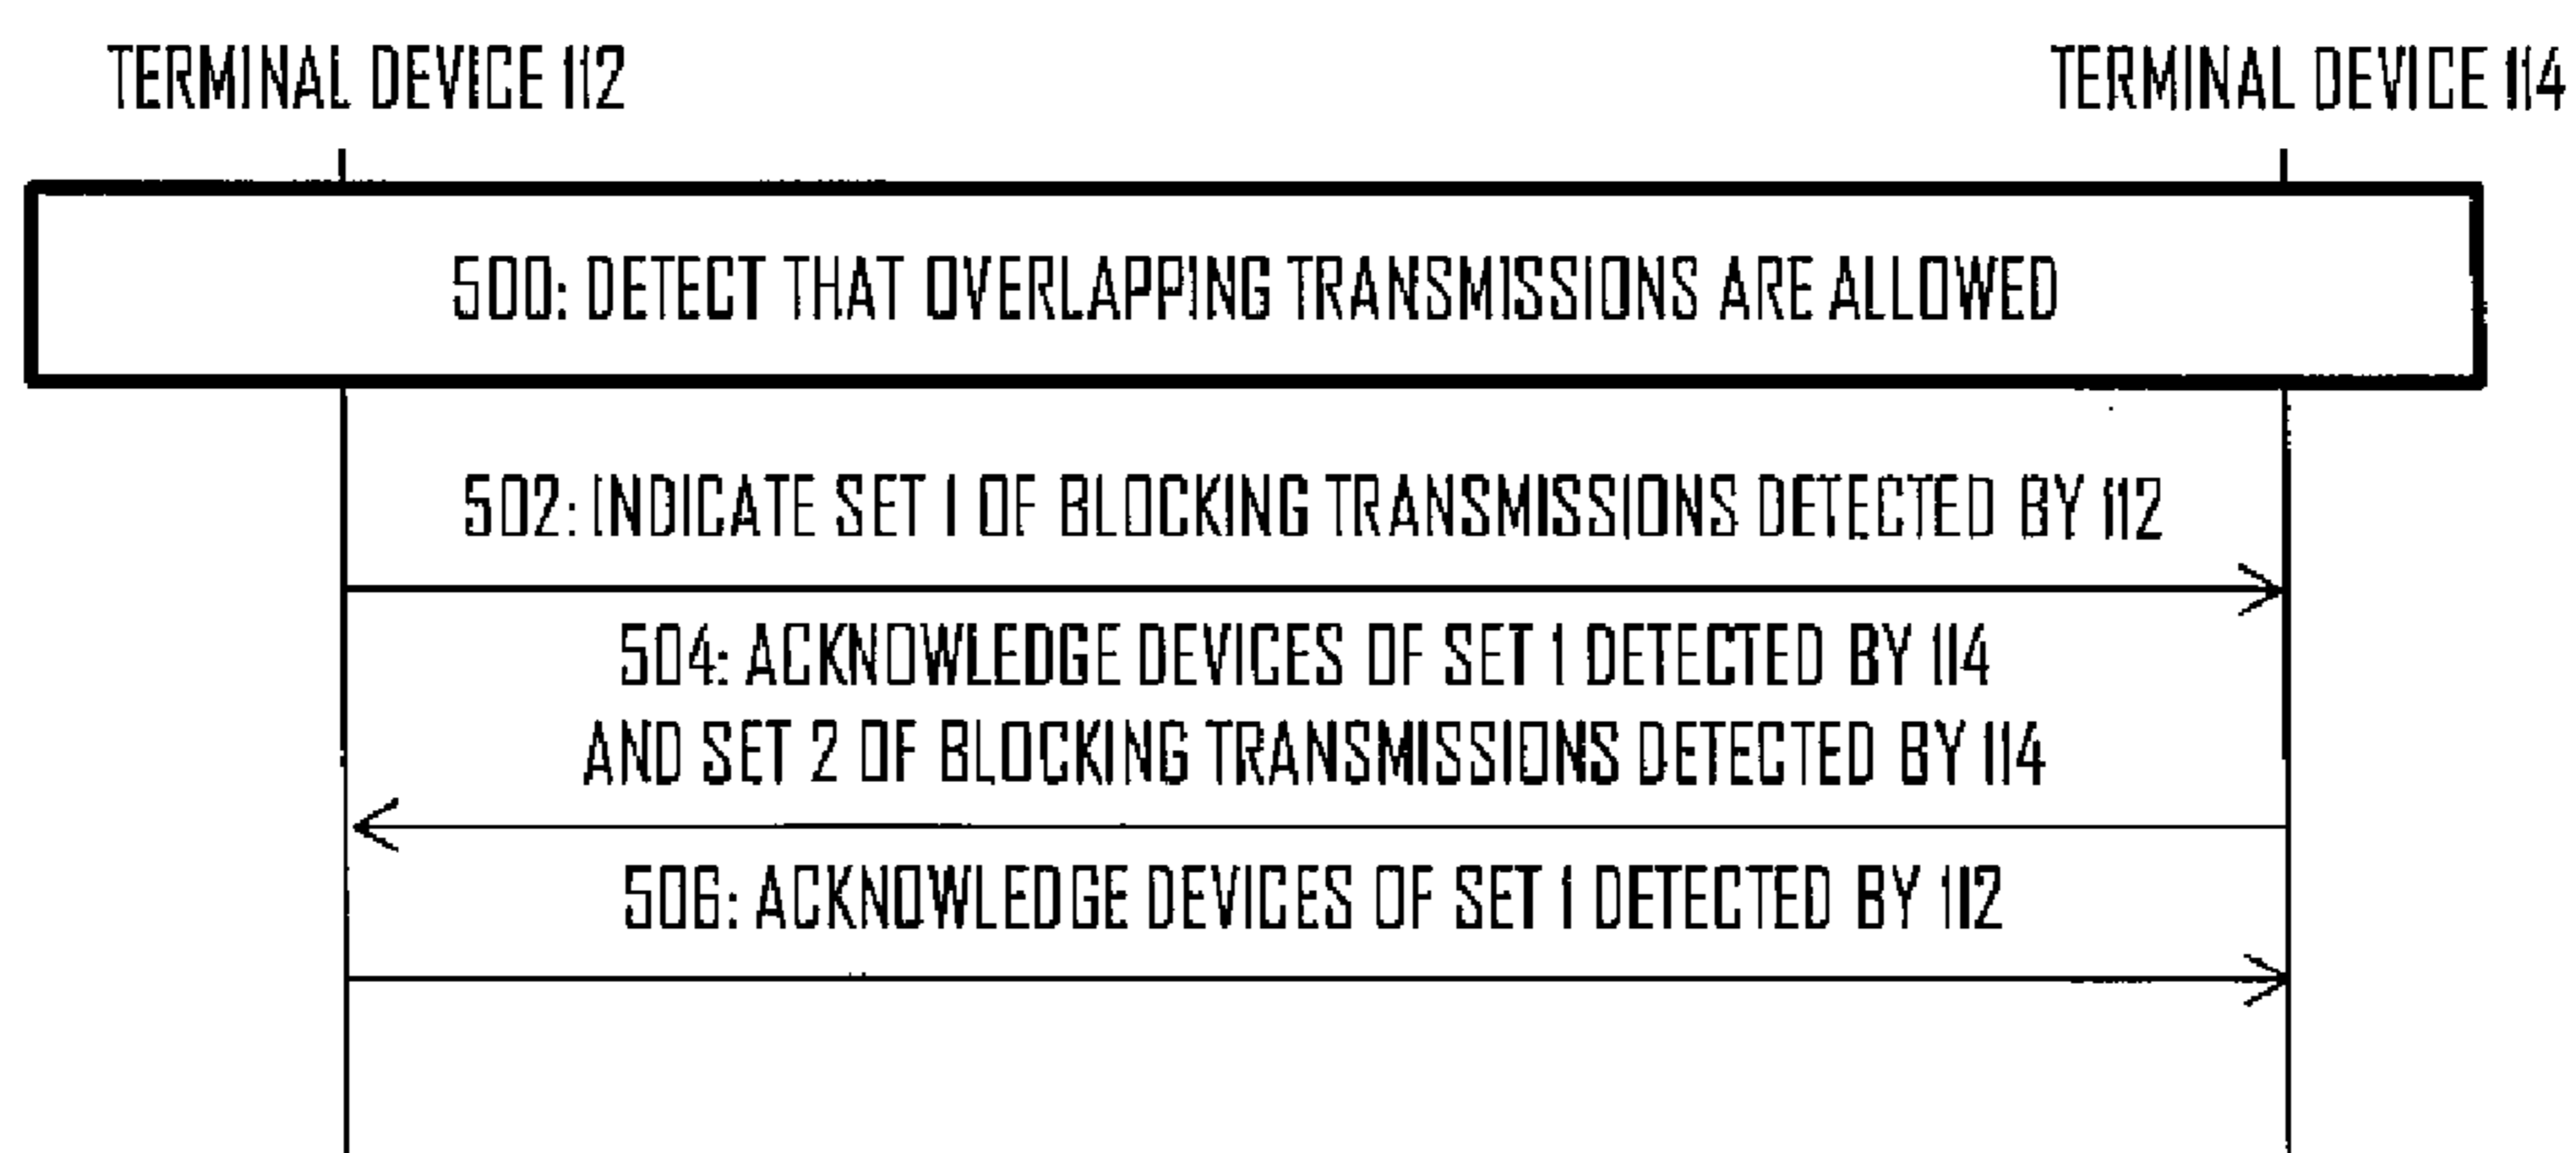 TERMINAL DEVICE 112 TERMINAL DEVICE 114
500: DETECT THAT OVERLAPPING TRANSMISSIONS ARE ALLOWED
502: INDICATE SET 1 OF BLOCKING TRANSMISSIONS DETECTED BY 112
504: ACKNOWLEDGE DEVICES OF SET 1 DETECTED BY 114
AND SET 2 OF BLOCKING TRANSMISSIONS DETECTED BY 114
506: ACKNOWLEDGE DEVICES OF SET 1 DETECTED BY 112